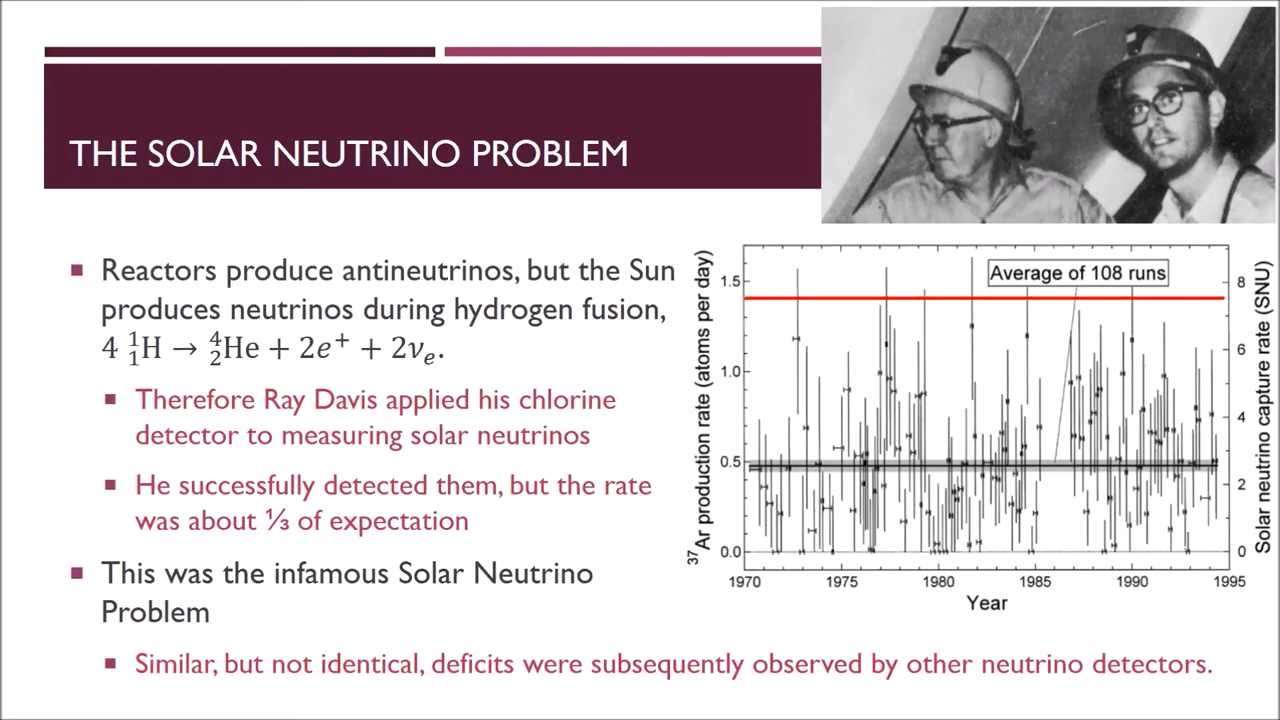 THE SOLAR NEUTRINO PROBLEM
■ Reactors produce antineutrinos, but the Sun
produces neutrinos during hydrogen fusion,
4 ¹₁H → ⁴₂He + 2e⁺ + 2νₑ.
■ Therefore Ray Davis applied his chlorine
detector to measuring solar neutrinos
■ He successfully detected them, but the rate
was about ⅓ of expectation
■ This was the infamous Solar Neutrino
Problem
■ Similar, but not identical, deficits were subsequently observed by other neutrino detectors.
Average of 108 runs
³⁷Ar production rate (atoms per day)
1.5
1.0
0.5
0.0
Solar neutrino capture rate (SNU)
8
6
4
2
0
1970 1975 1980 1985 1990 1995
Year